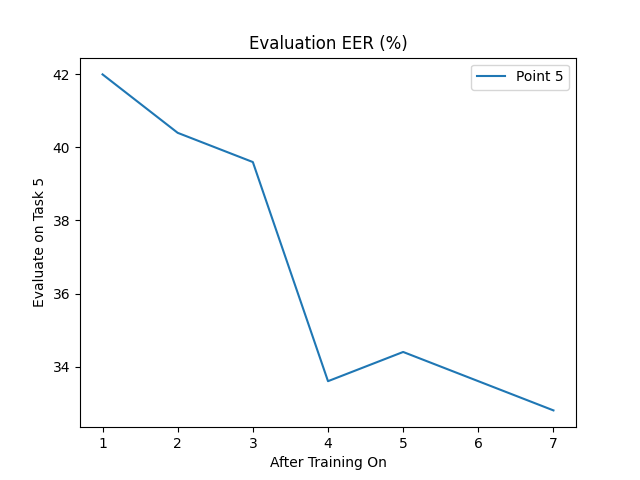 Evaluation EER (%)
Point 5
42
40
38
36
34
Evaluate on Task 5
1 2 3 4 5 6 7
After Training On